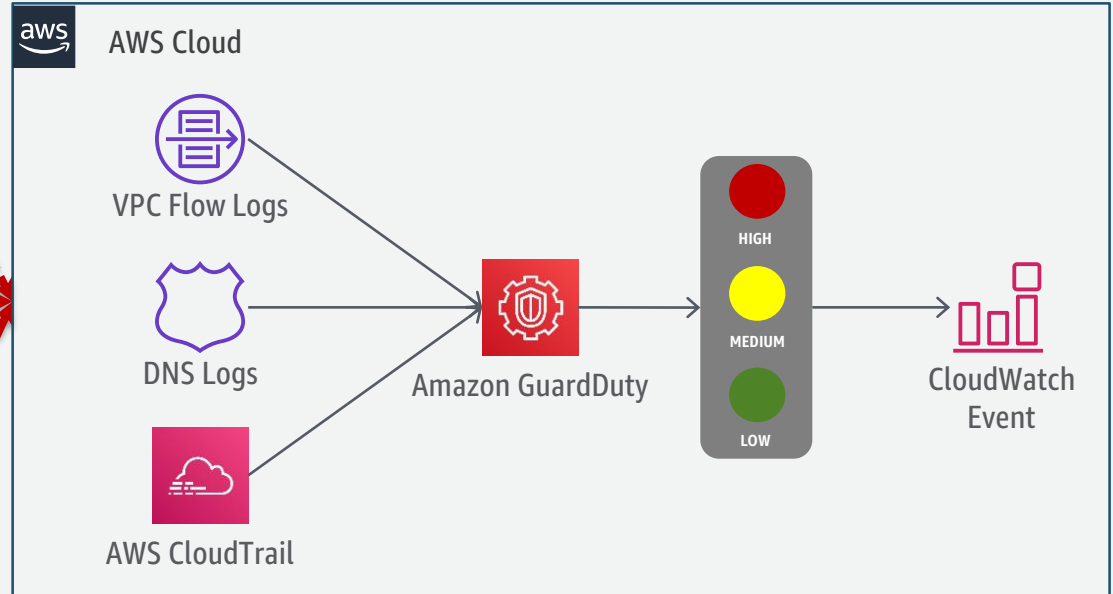 aws
AWS Cloud
VPC Flow Logs
DNS Logs
AWS CloudTrail
Amazon GuardDuty
HIGH
MEDIUM
LOW
CloudWatch
Event